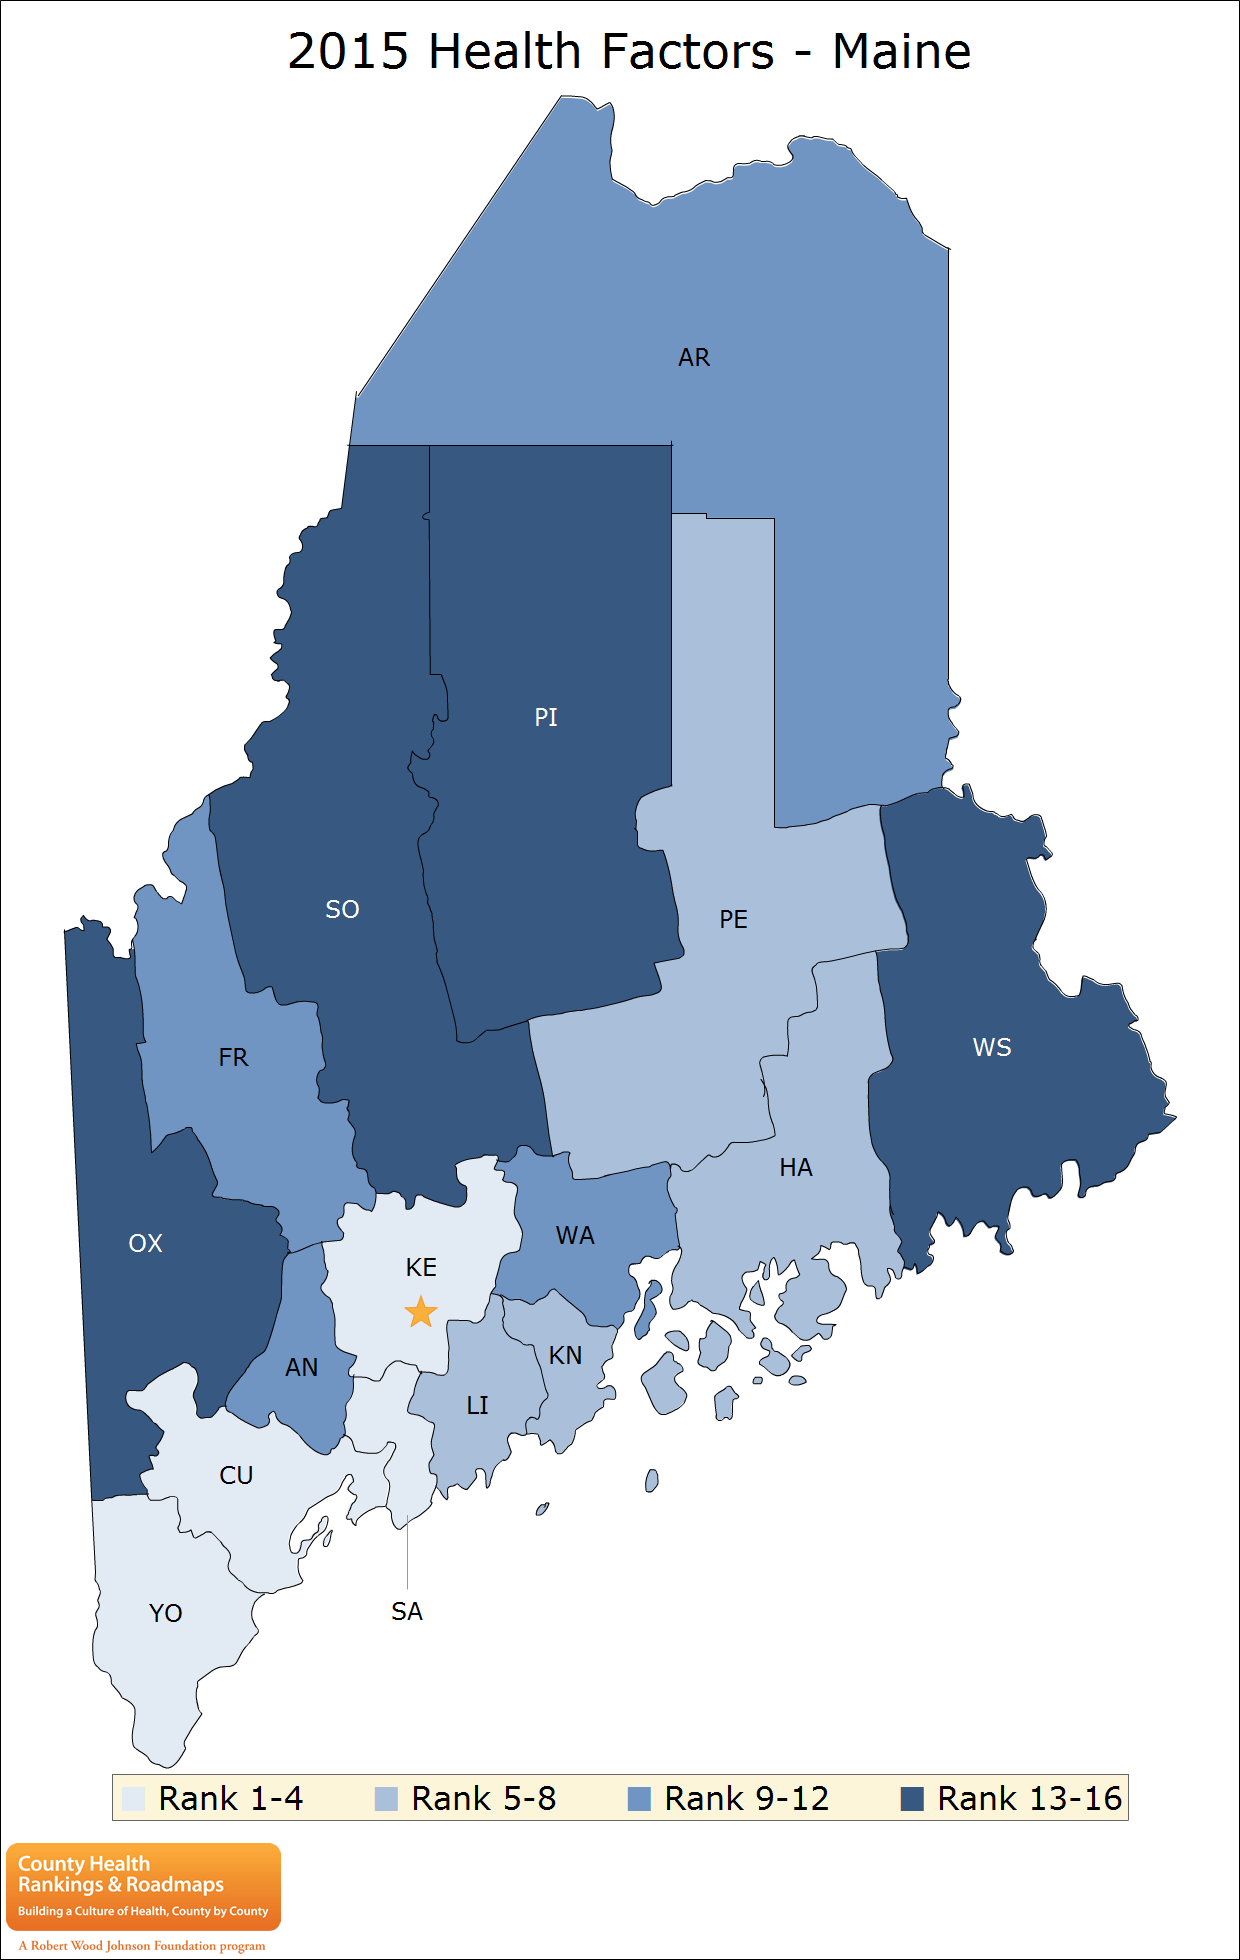 2015 Health Factors - Maine
AR
PI
SO
PE
FR
WS
HA
OX
WA
KE
KN
AN
LI
CU
YO
SA
Rank 1-4
Rank 5-8
Rank 9-12
Rank 13-16
County Health
Rankings & Roadmaps
Building a Culture of Health, County by County
A Robert Wood Johnson Foundation program